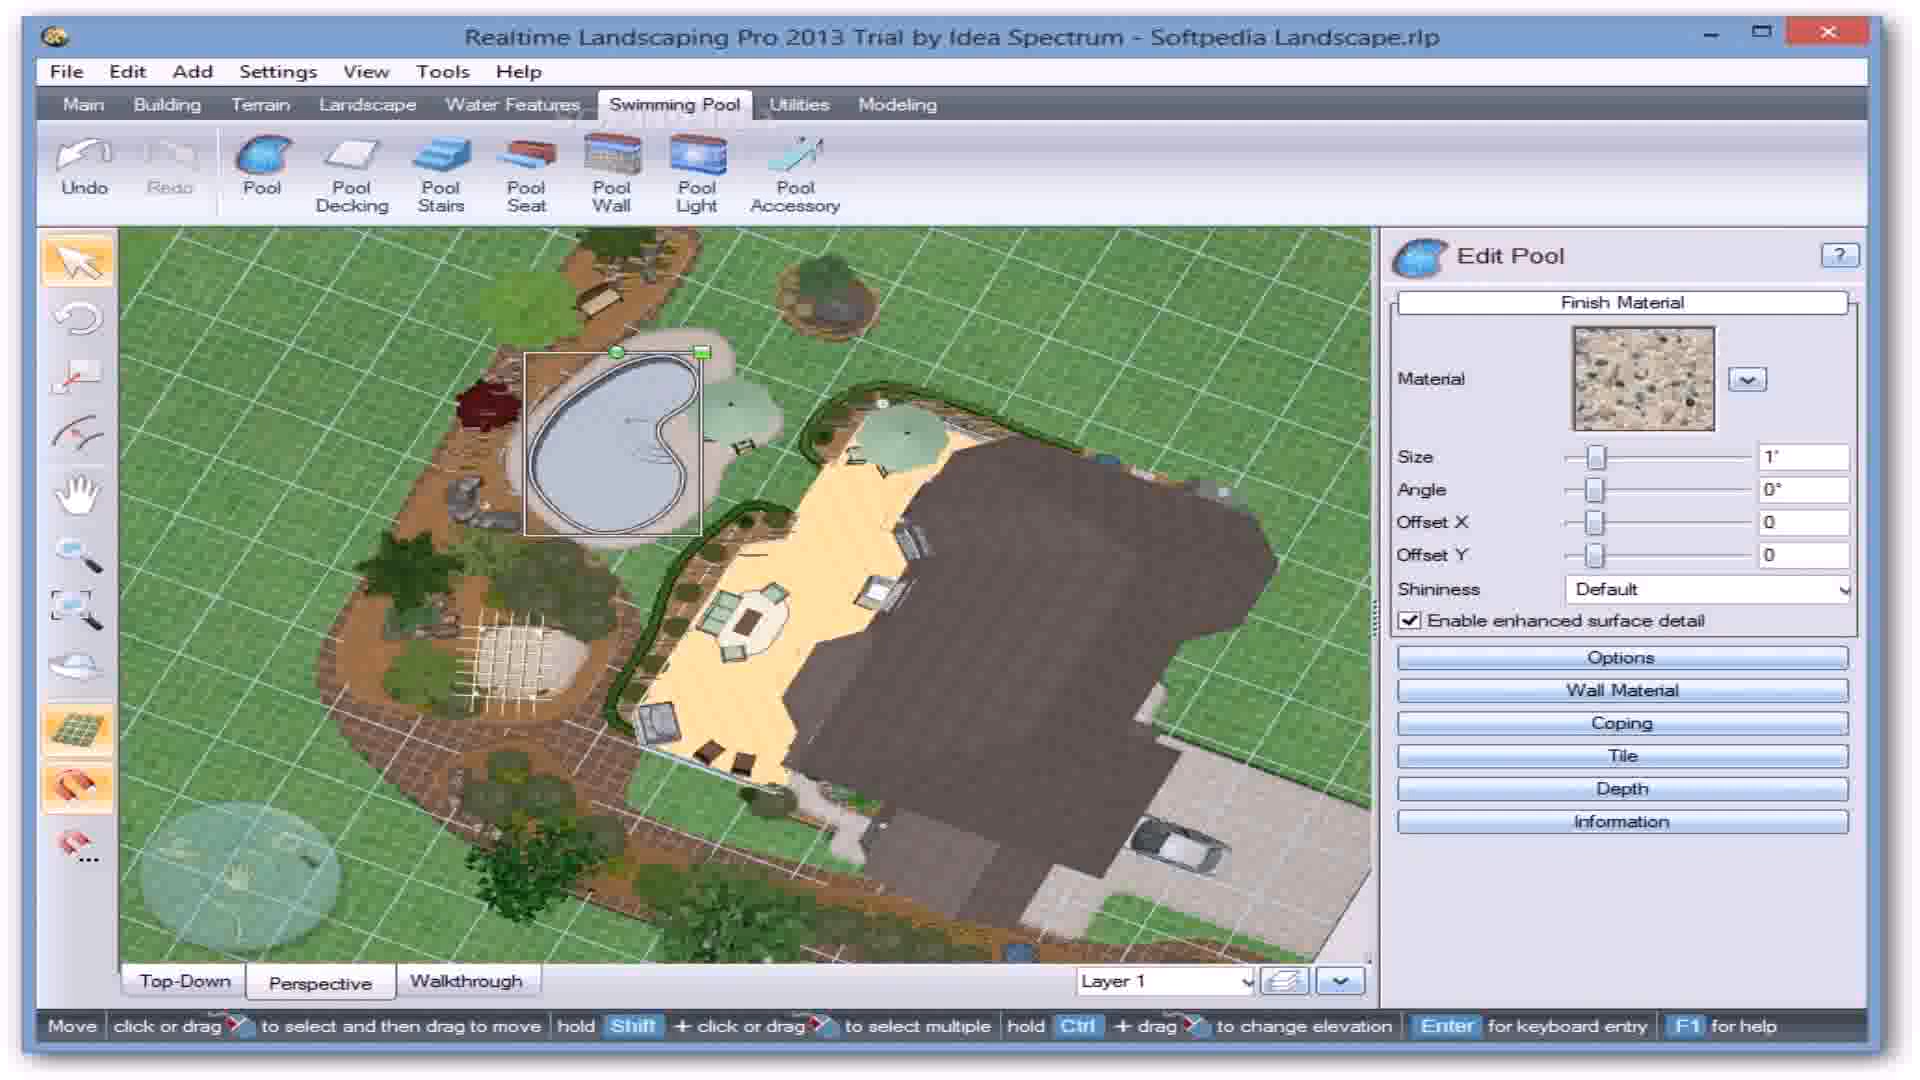 Realtime Landscaping Pro 2013 Trial by Idea Spectrum - Softpedia Landscape.rlp
File Edit Add Settings View Tools Help
Main Building Terrain Landscape Water Features Swimming Pool Utilities Modeling
Undo Redo Pool Pool Decking Pool Stairs Pool Seat Pool Wall Pool Light Pool Accessory
Edit Pool ?
Finish Material
Material
Size 1'
Angle 0°
Offset X 0
Offset Y 0
Shininess Default
Enable enhanced surface detail
Options
Wall Material
Coping
Tile
Depth
Information
Top-Down Perspective Walkthrough Layer 1
Move click or drag to select and then drag to move hold Shift + click or drag to select multiple hold Ctrl + drag to change elevation Enter for keyboard entry F1 for help